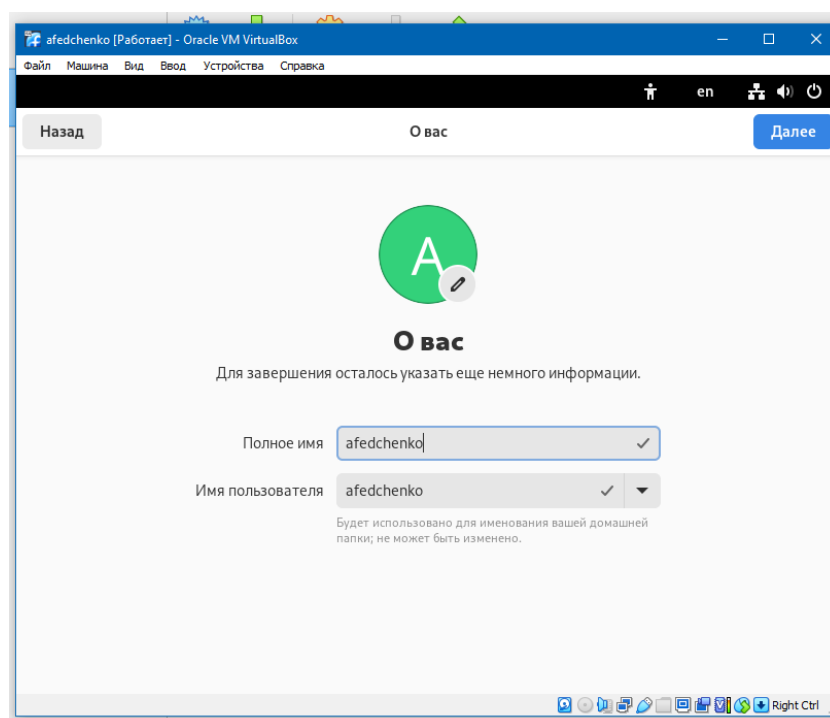 afedchenko [Работает] - Oracle VM VirtualBox
Файл Машина Вид Ввод Устройства Справка
en
Назад
О вас
Далее
A
О вас
Для завершения осталось указать еще немного информации.
Полное имя afedchenko
Имя пользователя afedchenko
Будет использовано для именования вашей домашней
папки; не может быть изменено.
Right Ctrl